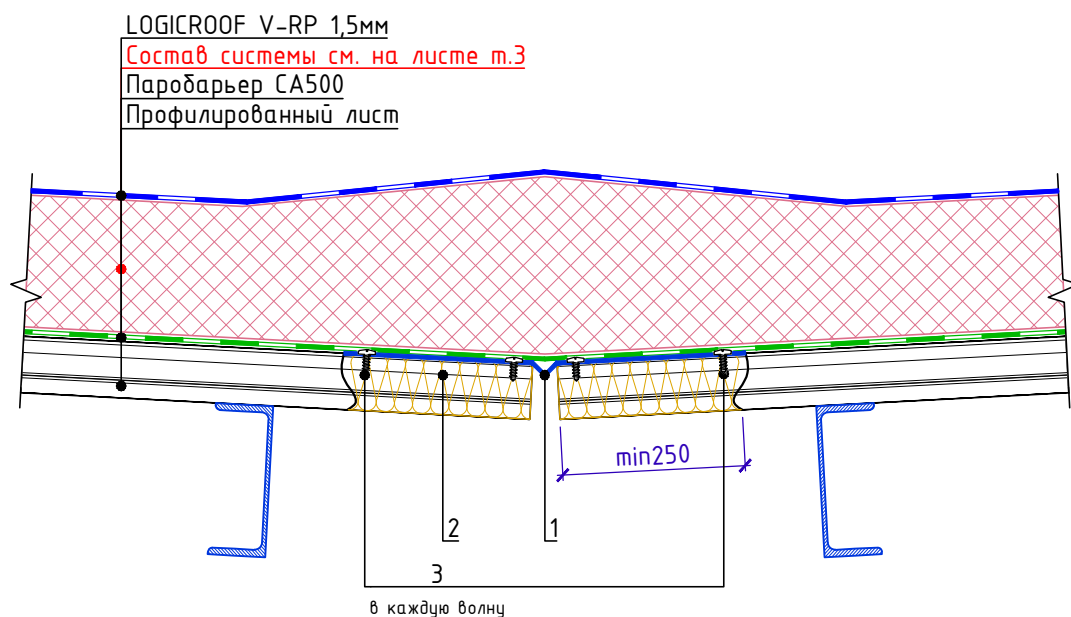 LOGICROOF V-RP 1,5мм
Состав системы см. на листе т.3
Паробарьер СА500
Профилированный лист
min250
2
1
3
в каждую волну